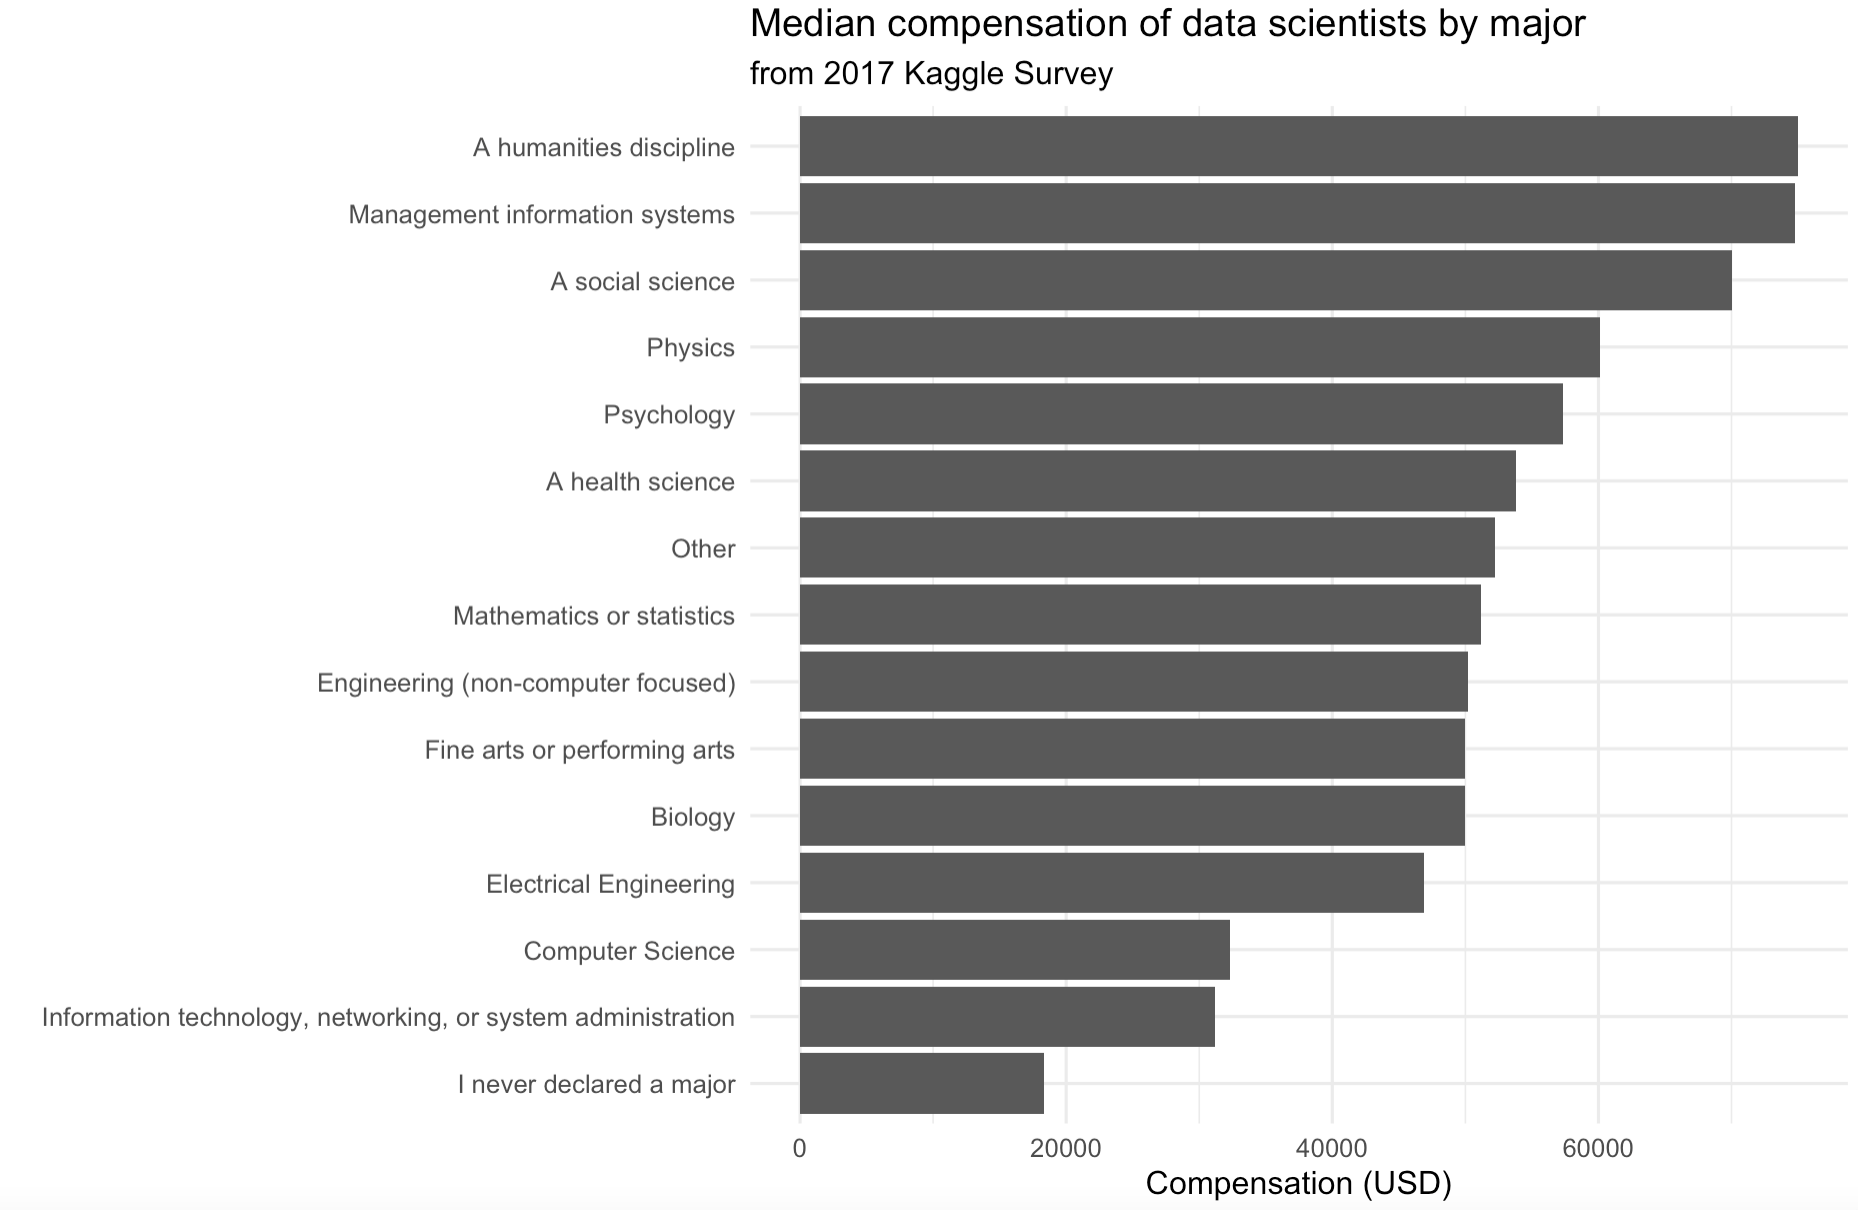 Median compensation of data scientists by major
from 2017 Kaggle Survey
A humanities discipline
Management information systems
A social science
Physics
Psychology
A health science
Other
Mathematics or statistics
Engineering (non-computer focused)
Fine arts or performing arts
Biology
Electrical Engineering
Computer Science
Information technology, networking, or system administration
I never declared a major
0 20000 40000 60000
Compensation (USD)